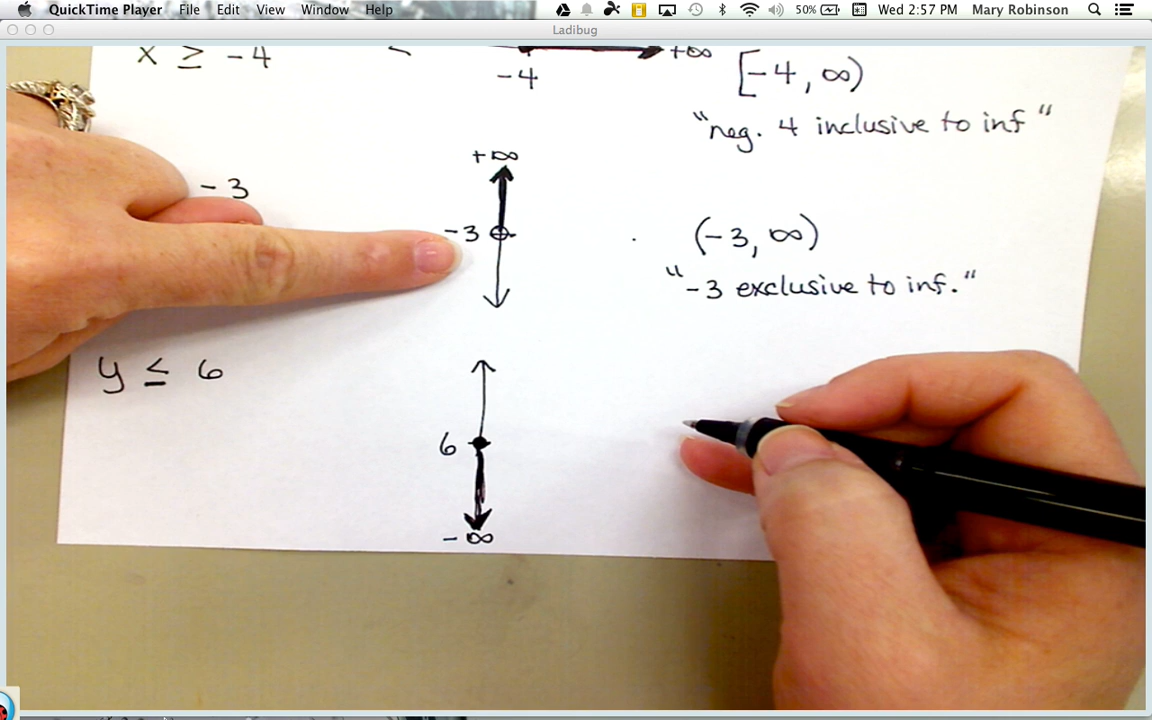 QuickTime Player File Edit View Window Help 50% Wed 2:57 PM Mary Robinson
Ladibug
x ≥ -4
-4
+∞
[-4, ∞)
"neg. 4 inclusive to inf"
+∞
-3
-3
(-3, ∞)
"-3 exclusive to inf."
y ≤ 6
6
-∞